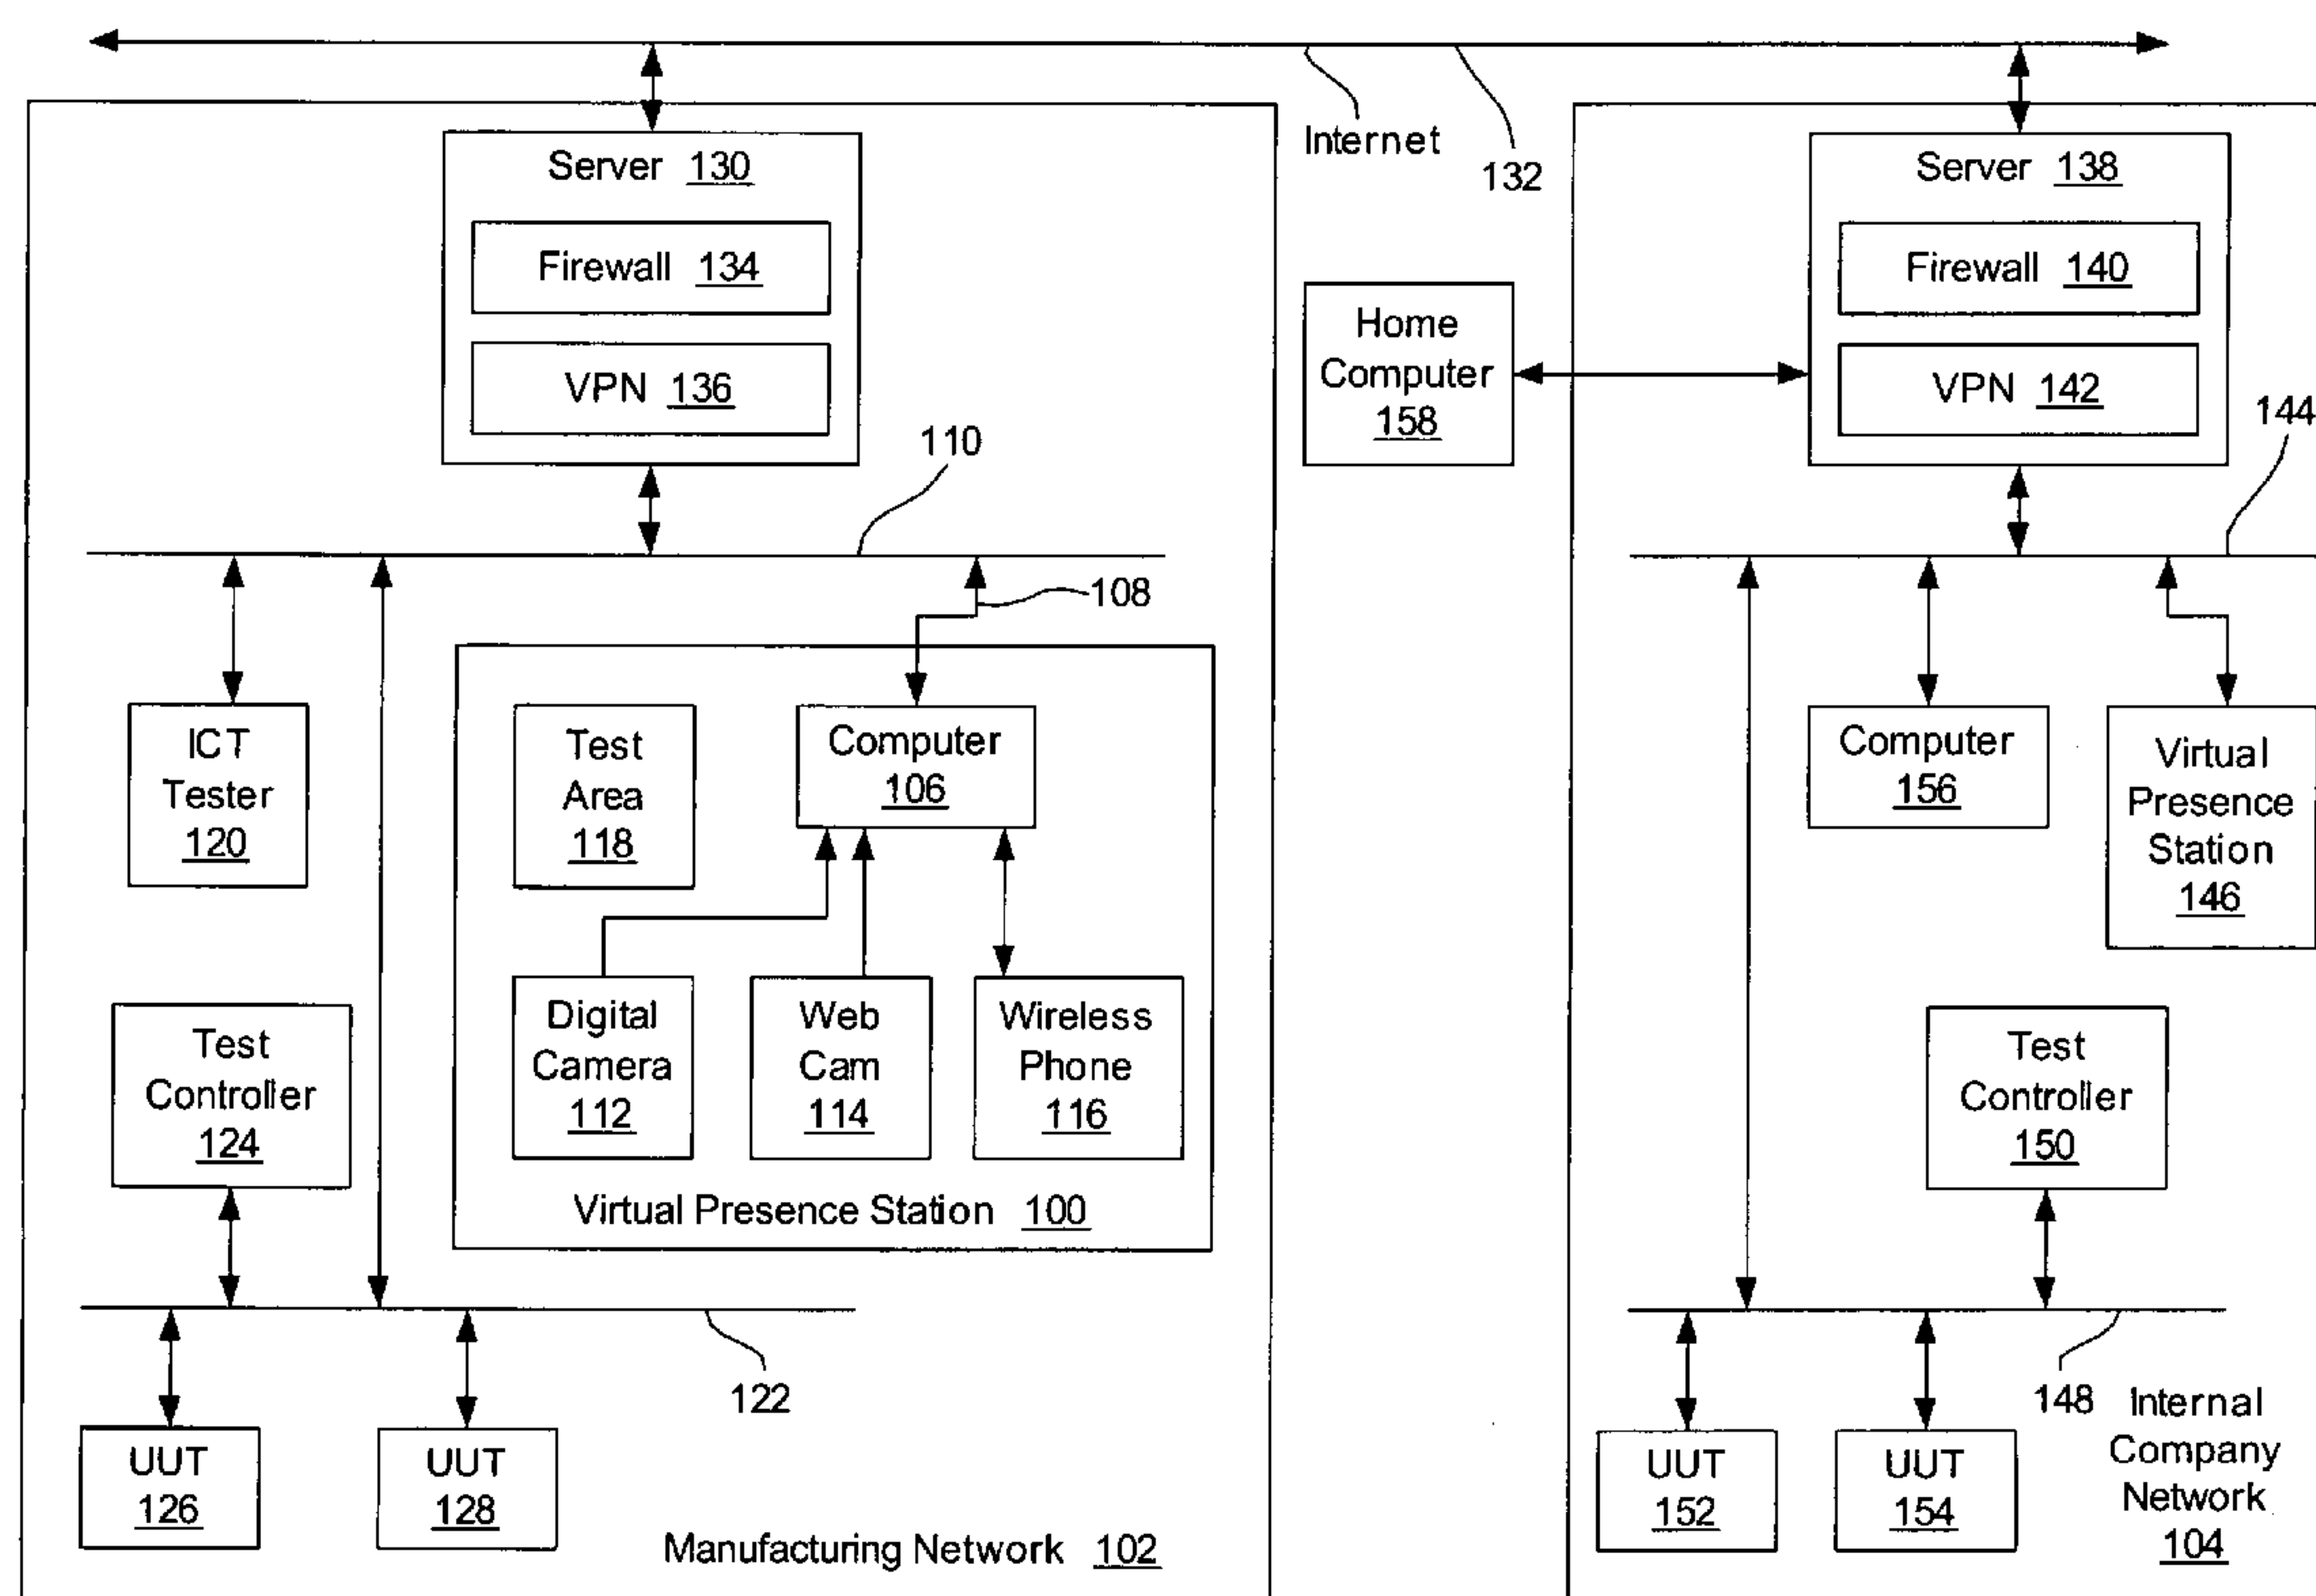 Internet
132
Server 130
Firewall 134
VPN 136
110
108
Server 138
Firewall 140
VPN 142
144
Home
Computer
158
ICT
Tester
120
Test
Area
118
Computer
106
Digital
Camera
112
Web
Cam
114
Wireless
Phone
116
Virtual Presence Station 100
Test
Controller
124
122
UUT
126
UUT
128
Manufacturing Network 102
Computer
156
Virtual
Presence
Station
146
Test
Controller
150
148
UUT
152
UUT
154
Internal
Company
Network
104